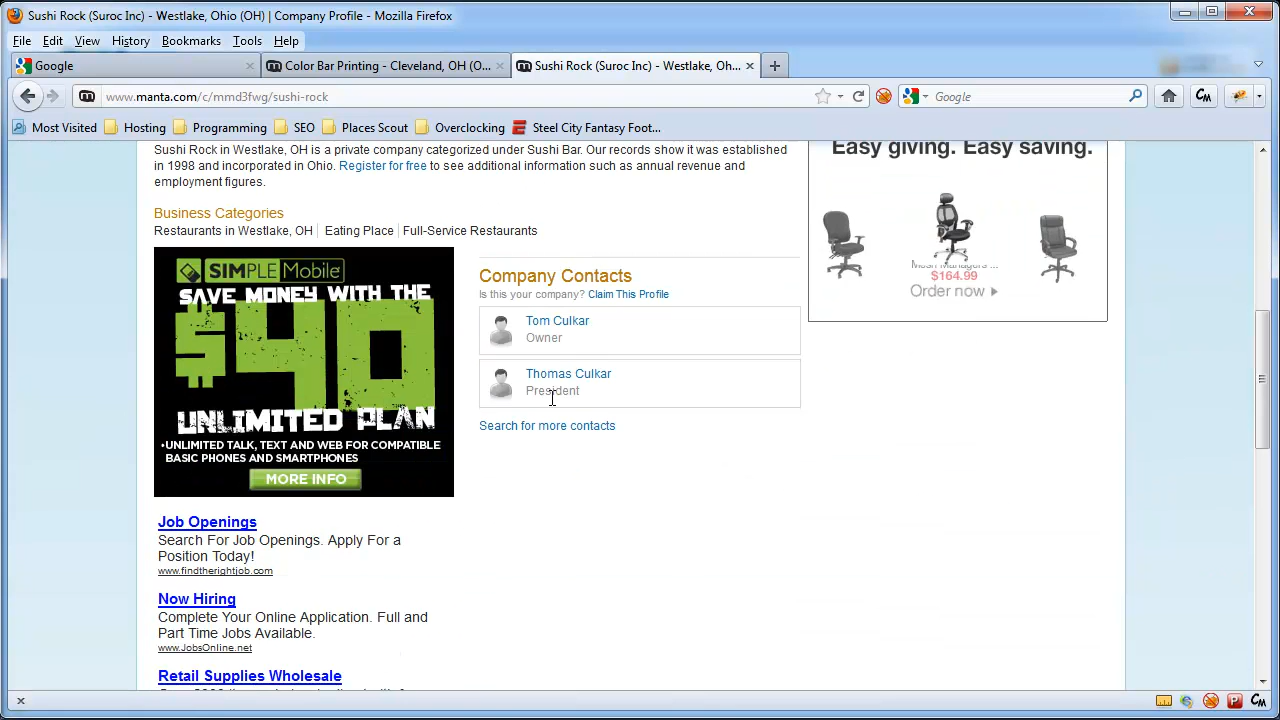 Sushi Rock (Suroc Inc) - Westlake, Ohio (OH) | Company Profile - Mozilla Firefox
File Edit View History Bookmarks Tools Help
Google
Color Bar Printing - Cleveland, OH (O...
Sushi Rock (Suroc Inc) - Westlake, Oh...
www.manta.com/c/mmd3fwg/sushi-rock
Google
Most Visited Hosting Programming SEO Places Scout Overclocking Steel City Fantasy Foot...
Sushi Rock in Westlake, OH is a private company categorized under Sushi Bar. Our records show it was established
in 1998 and incorporated in Ohio. Register for free to see additional information such as annual revenue and
employment figures.
Business Categories
Restaurants in Westlake, OH Eating Place Full-Service Restaurants
SIMPLE Mobile
SAVE MONEY WITH THE
$40
UNLIMITED PLAN
•UNLIMITED TALK, TEXT AND WEB FOR COMPATIBLE
BASIC PHONES AND SMARTPHONES
MORE INFO
Company Contacts
Is this your company? Claim This Profile
Tom Culkar
Owner
Thomas Culkar
President
Search for more contacts
Easy giving. Easy saving.
Mesh Managers ...
$164.99
Order now
Job Openings
Search For Job Openings. Apply For a
Position Today!
www.findtherightjob.com
Now Hiring
Complete Your Online Application. Full and
Part Time Jobs Available.
www.JobsOnline.net
Retail Supplies Wholesale